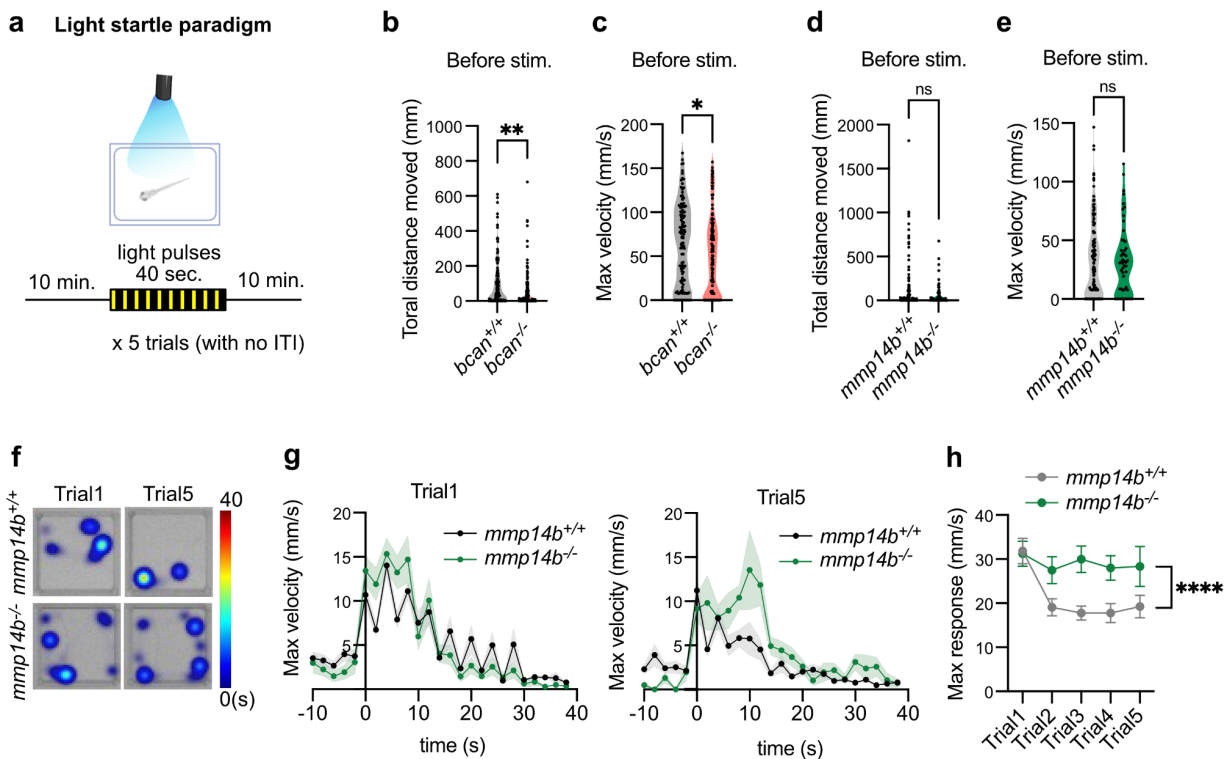 a Light startle paradigm
light pulses
40 sec.
10 min.
10 min.
x 5 trials (with no ITI)
b
Before stim.
**
Toral distance moved (mm)
1000
800
600
400
200
0
bcan+/+
bcan-/-
c
Before stim.
*
Max velocity (mm/s)
200
150
100
50
0
bcan+/+
bcan-/-
d
Before stim.
ns
Total distance moved (mm)
2000
1500
1000
500
0
mmp14b+/+
mmp14b-/-
e
Before stim.
ns
Max velocity (mm/s)
150
100
50
0
mmp14b+/+
mmp14b-/-
f
Trial1 Trial5
mmp14b+/+
mmp14b-/-
40
0(s)
g
Trial1
Max velocity (mm/s)
20
15
10
5
mmp14b+/+
mmp14b-/-
-10 0 10 20 30 40
time (s)
Trial5
Max velocity (mm/s)
20
15
10
5
mmp14b+/+
mmp14b-/-
-10 0 10 20 30 40
time (s)
h
mmp14b+/+
mmp14b-/-
Max response (mm/s)
40
30
20
10
0
****
Trial1
Trial2
Trial3
Trial4
Trial5